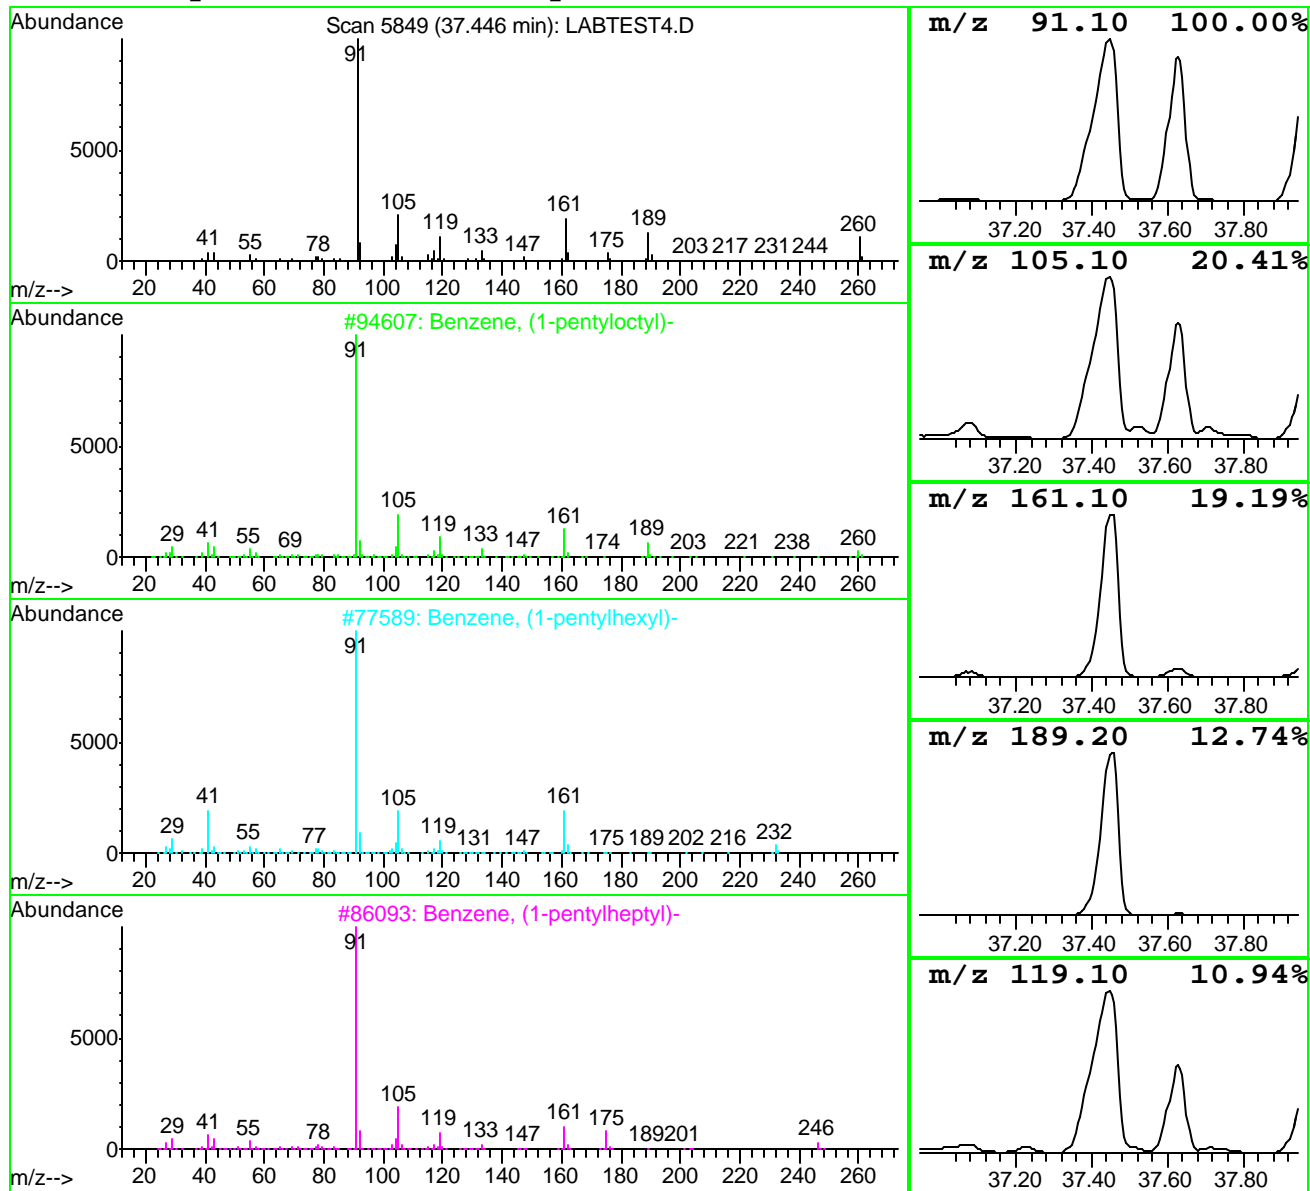 Abundance
Scan 5849 (37.446 min): LABTEST4.D
91
5000
105
161
119
189
260
133
41
55
78
147
175
203 217 231 244
0
20 40 60 80 100 120 140 160 180 200 220 240 260
m/z-->
Abundance
#94607: Benzene, (1-pentyloctyl)-
91
5000
105
119
161
29 41 55 69
133 147
174 189 203 221 238 260
0
20 40 60 80 100 120 140 160 180 200 220 240 260
m/z-->
Abundance
#77589: Benzene, (1-pentylhexyl)-
91
5000
41
105
161
29 55 77
119 131 147
175 189 202 216 232
0
20 40 60 80 100 120 140 160 180 200 220 240 260
m/z-->
Abundance
#86093: Benzene, (1-pentylheptyl)-
91
5000
105
29 41 55 78
119 133 147
161 175
189 201
246
0
20 40 60 80 100 120 140 160 180 200 220 240 260
m/z-->
m/z 91.10 100.00%
37.20 37.40 37.60 37.80
m/z 105.10 20.41%
37.20 37.40 37.60 37.80
m/z 161.10 19.19%
37.20 37.40 37.60 37.80
m/z 189.20 12.74%
37.20 37.40 37.60 37.80
m/z 119.10 10.94%
37.20 37.40 37.60 37.80